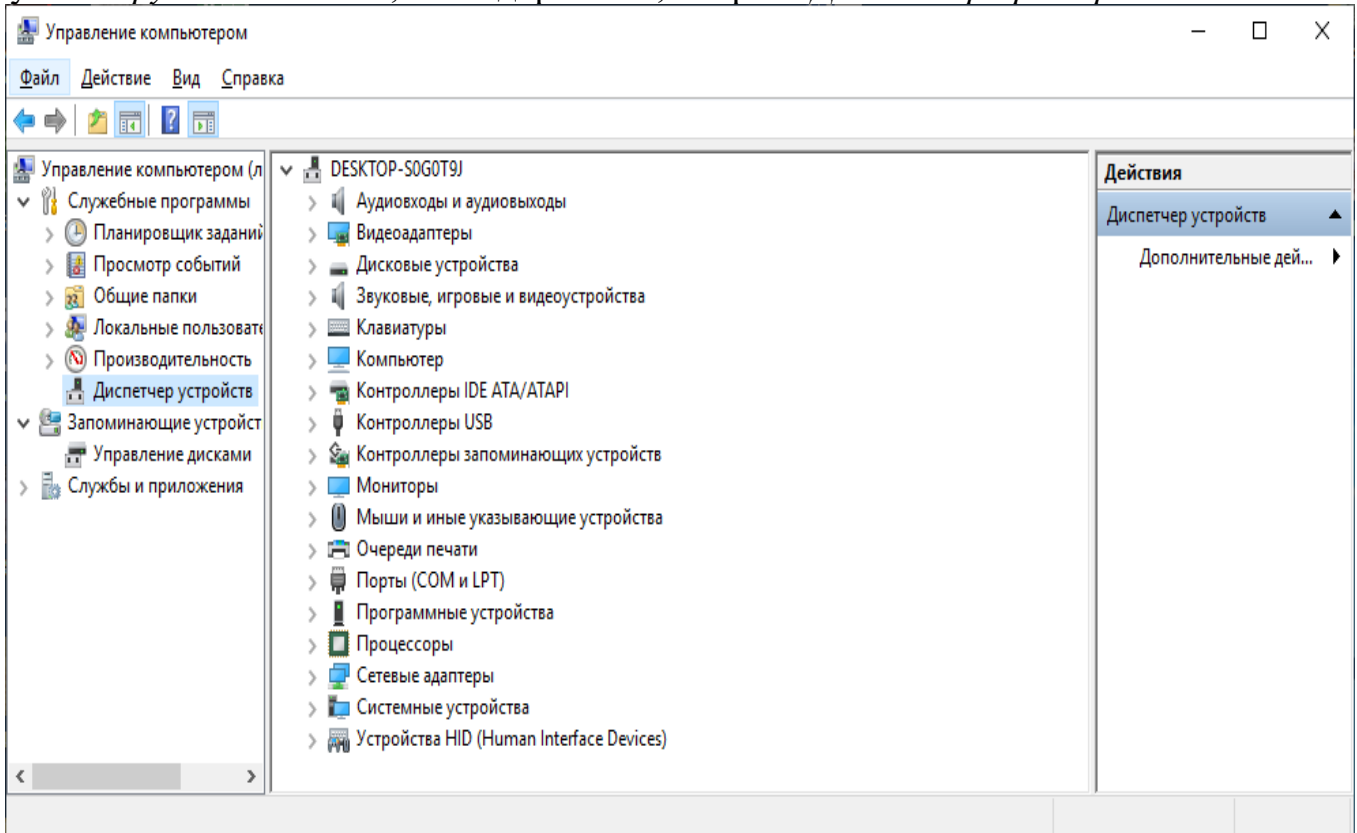 Управление компьютером
Файл Действие Вид Справка
Управление компьютером (л
Служебные программы
Планировщик заданий
Просмотр событий
Общие папки
Локальные пользовате
Производительность
Диспетчер устройств
Запоминающие устройст
Управление дисками
Службы и приложения
DESKTOP-S0G0T9J
Аудиовходы и аудиовыходы
Видеоадаптеры
Дисковые устройства
Звуковые, игровые и видеоустройства
Клавиатуры
Компьютер
Контроллеры IDE ATA/ATAPI
Контроллеры USB
Контроллеры запоминающих устройств
Мониторы
Мыши и иные указывающие устройства
Очереди печати
Порты (COM и LPT)
Программные устройства
Процессоры
Сетевые адаптеры
Системные устройства
Устройства HID (Human Interface Devices)
Действия
Диспетчер устройств
Дополнительные дей...